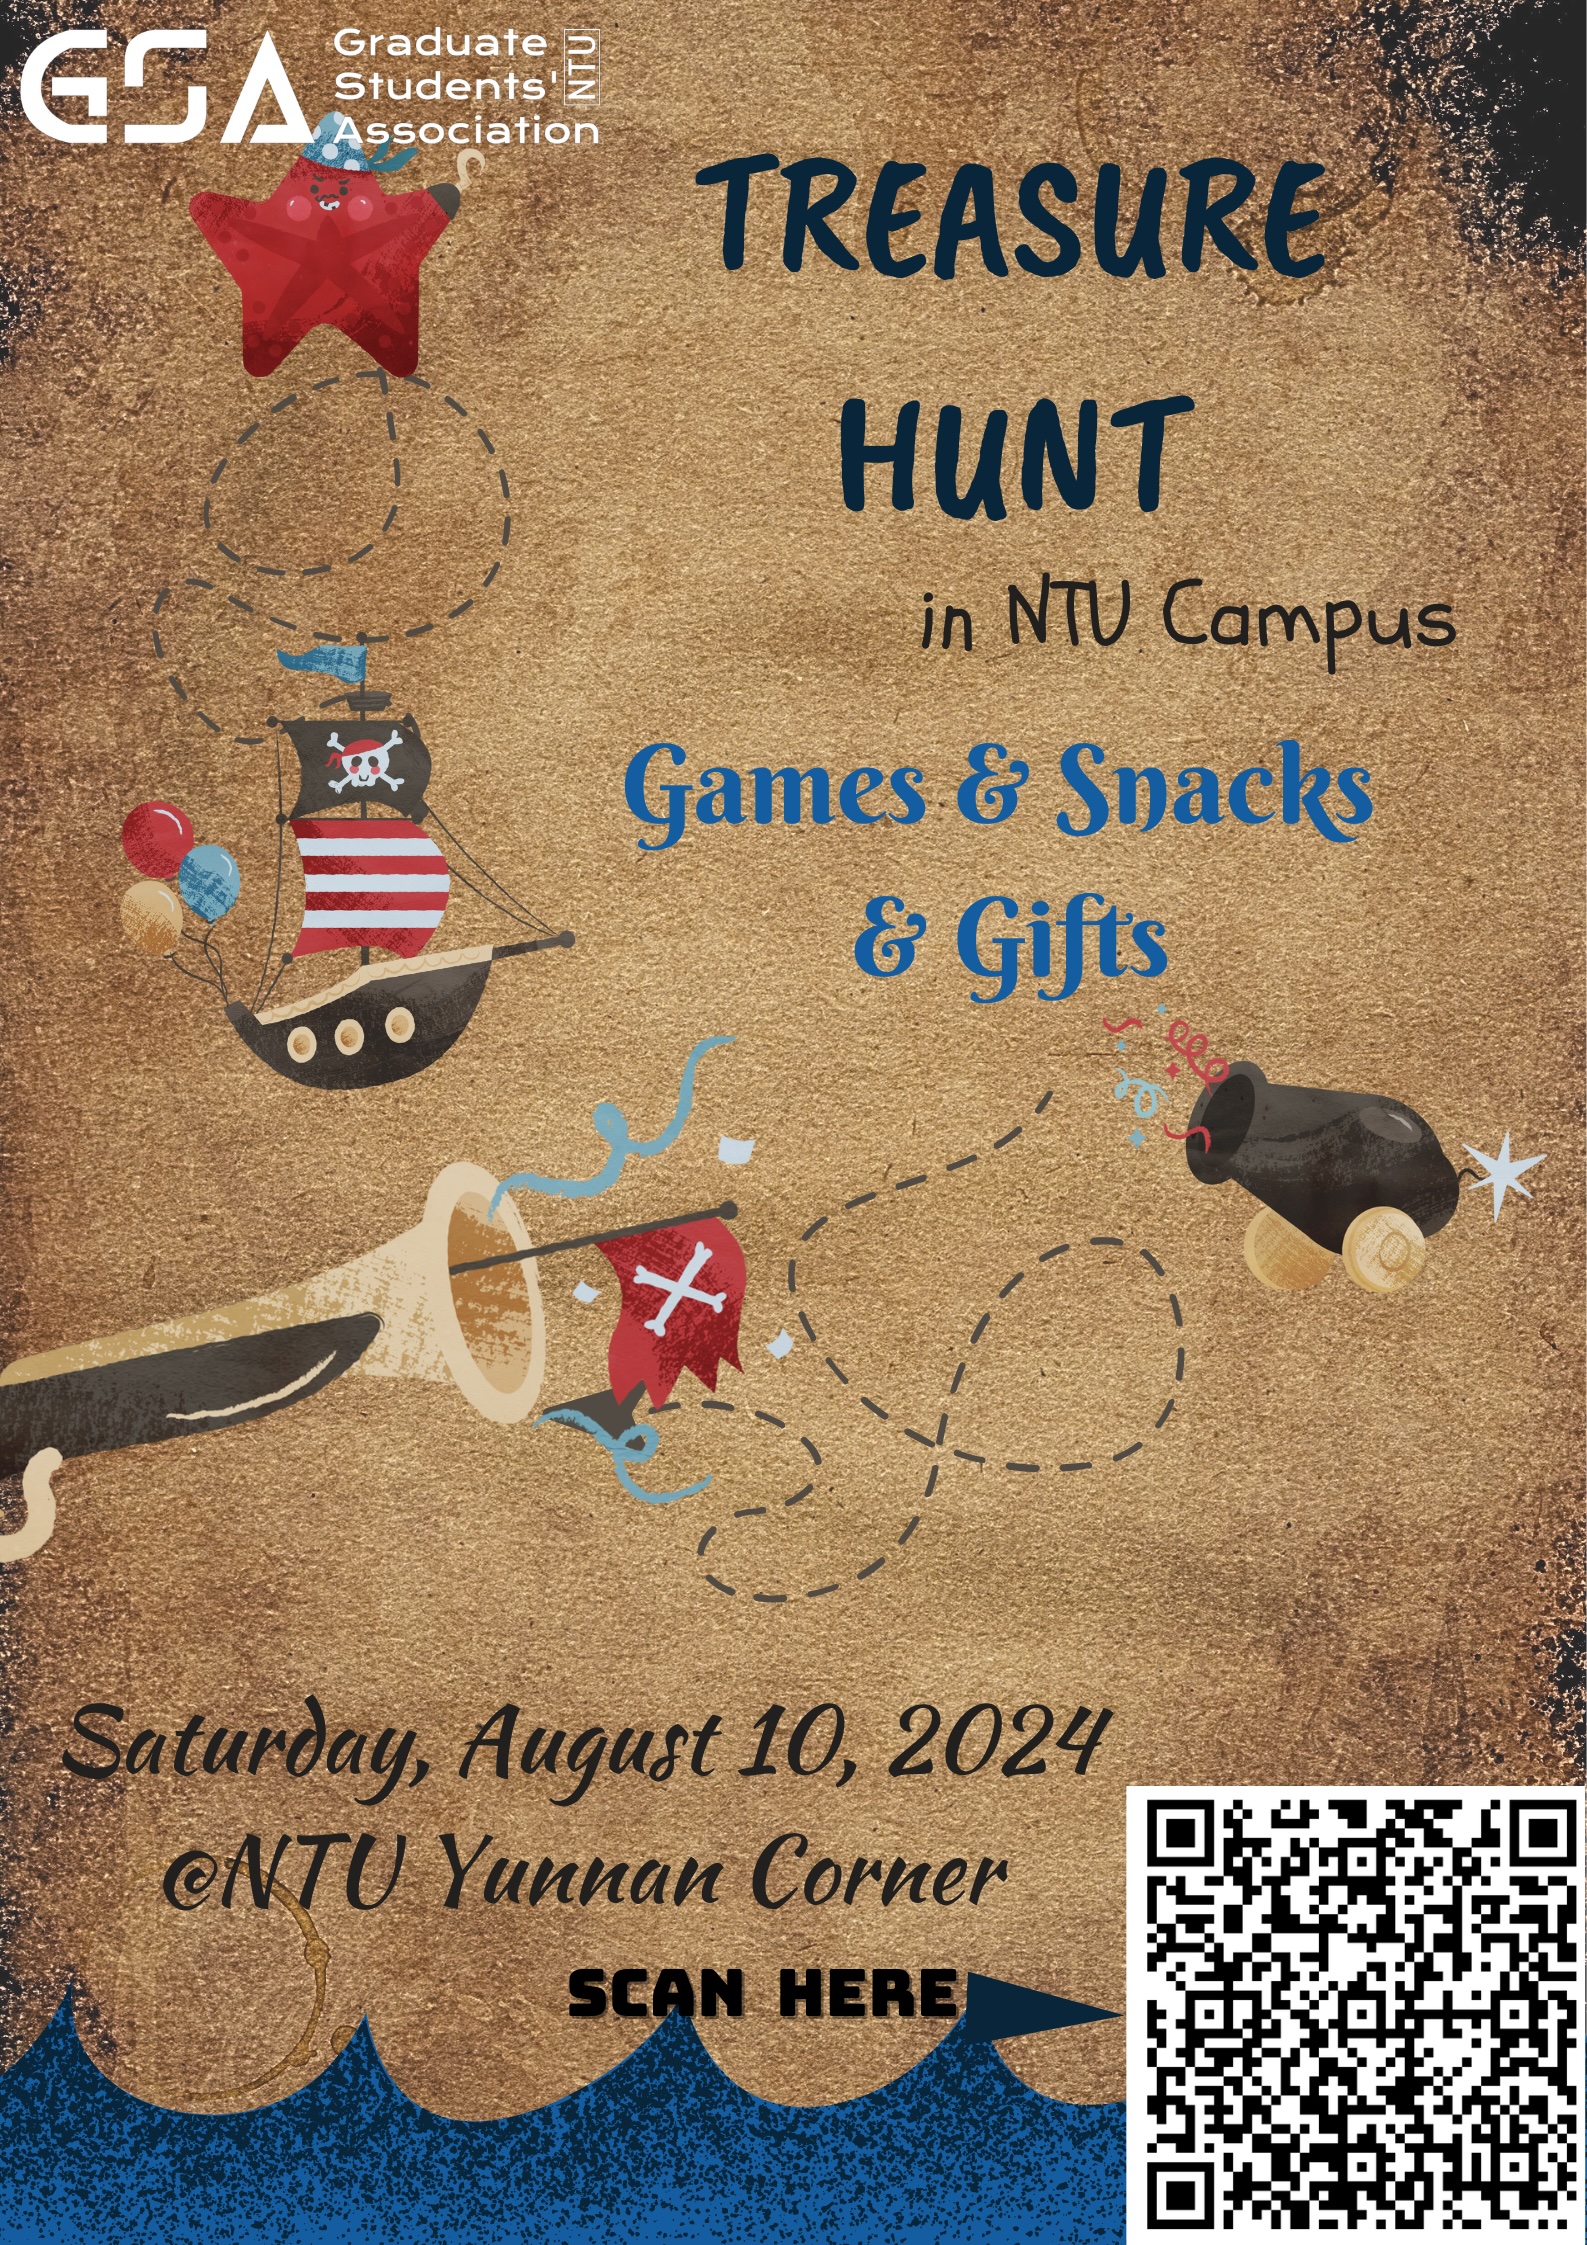 GSA
Graduate
Students'
Association
NTU
TREASURE
HUNT
in NTU Campus
Games & Snacks
& Gifts
Saturday, August 10, 2024
@NTU Yunnan Corner
SCAN HERE